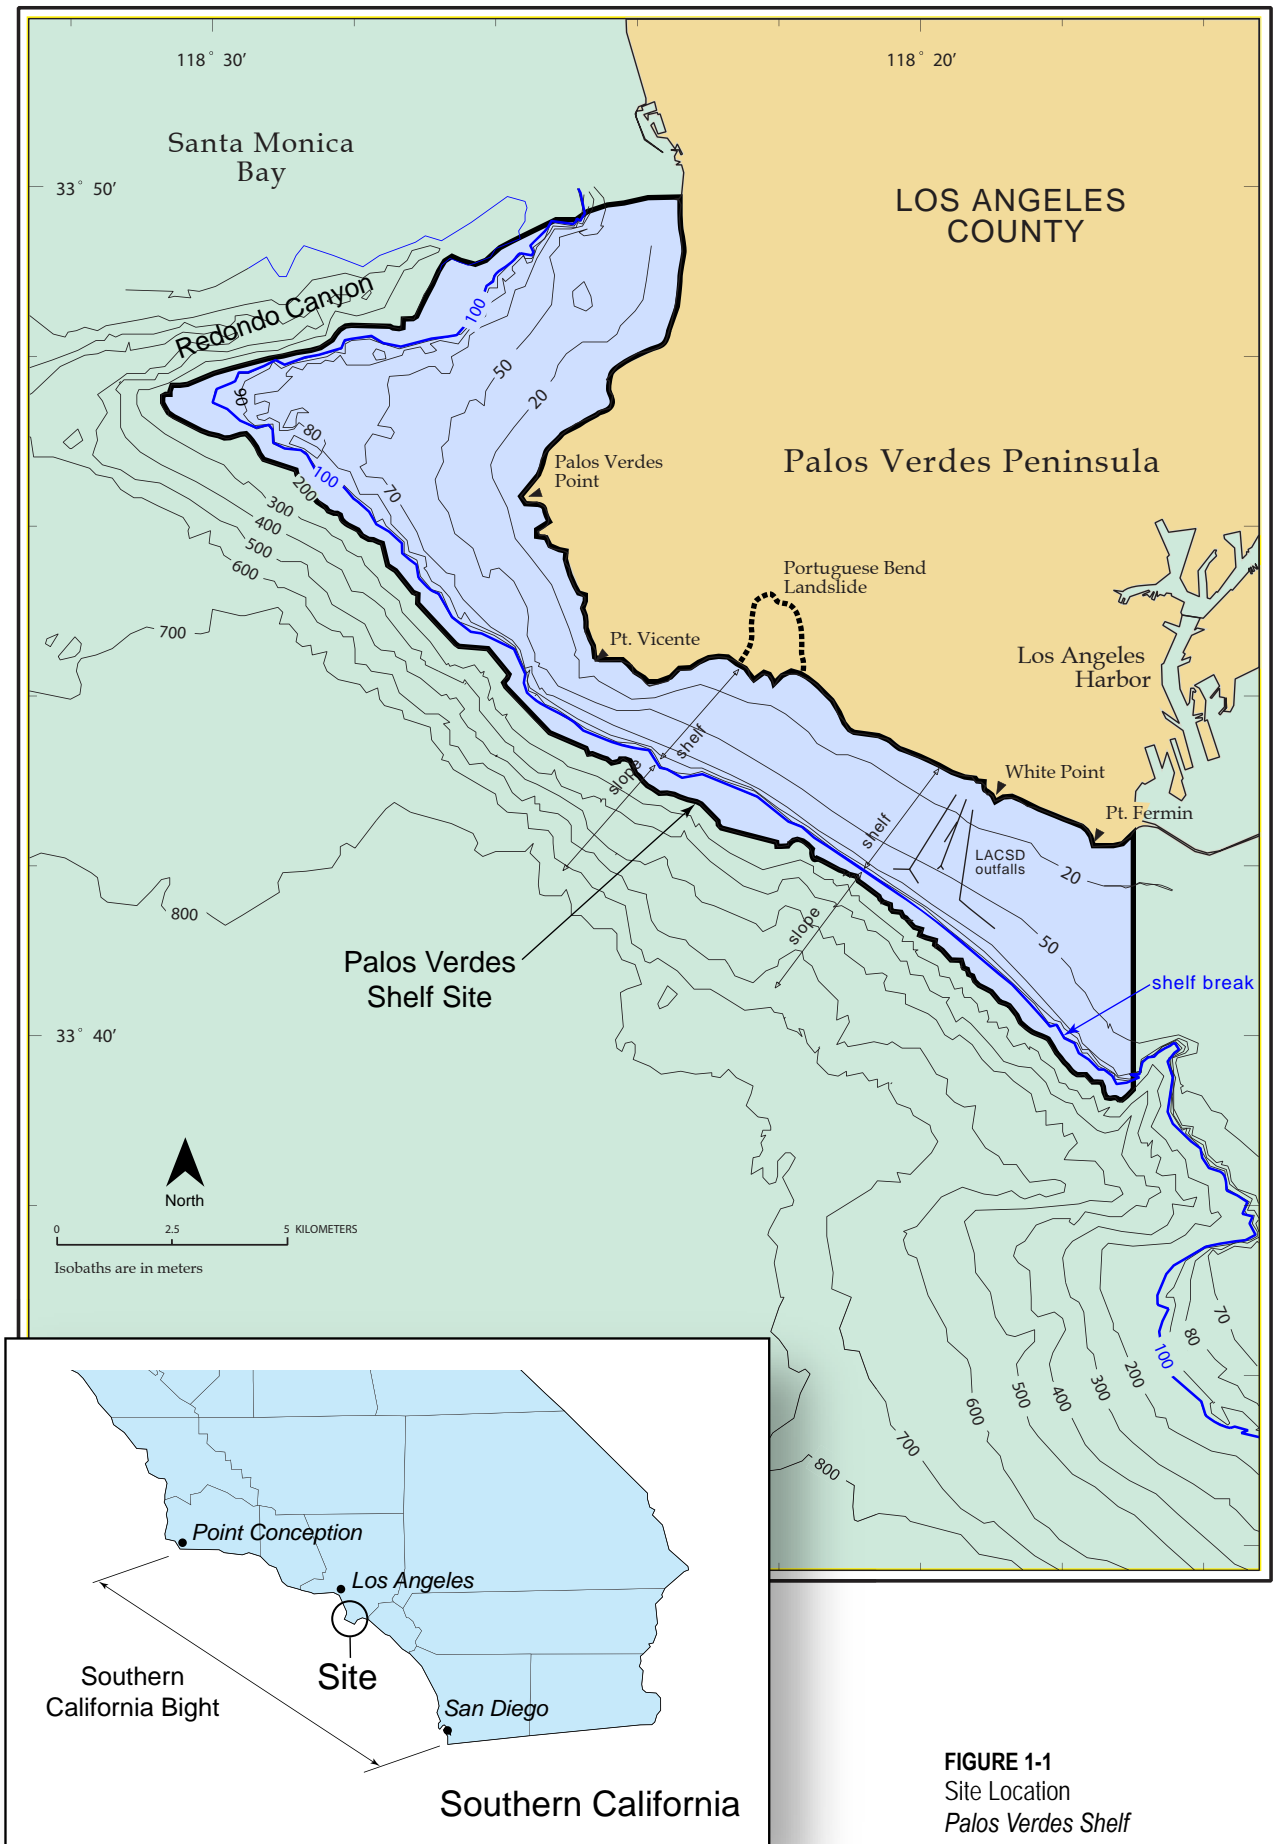 118° 30′
118° 20′
Santa Monica
Bay
33° 50′
LOS ANGELES
COUNTY
Redondo Canyon
100
50
20
90
80
70
100
200
300
400
500
600
700
800
Palos Verdes
Point
Palos Verdes Peninsula
Portuguese Bend
Landslide
Pt. Vicente
Los Angeles
Harbor
shelf
slope
White Point
Pt. Fermin
shelf
slope
LACSD
outfalls
20
50
Palos Verdes
Shelf Site
shelf break
33° 40′
North
0 2.5 5 KILOMETERS
Isobaths are in meters
70
80
100
200
300
400
500
600
700
800
Point Conception
Los Angeles
Site
Southern
California Bight
San Diego
Southern California
FIGURE 1-1
Site Location
Palos Verdes Shelf